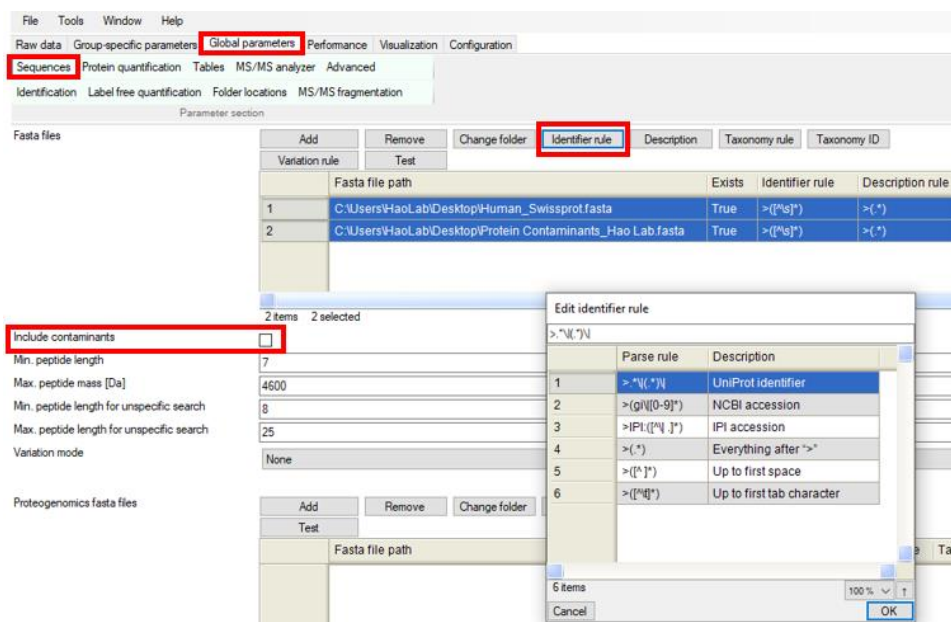 File Tools Window Help
Raw data Group-specific parameters Global parameters Performance Visualization Configuration
Sequences Protein quantification Tables MS/MS analyzer Advanced
Identification Label free quantification Folder locations MS/MS fragmentation
Parameter section
Fasta files
Add Remove Change folder Identifier rule Description Taxonomy rule Taxonomy ID
Variation rule Test
Fasta file path Exists Identifier rule Description rule
1 C:\Users\HaoLab\Desktop\Human_Swissprot.fasta True >([^\s]*) >(.*)
2 C:\Users\HaoLab\Desktop\Protein Contaminants_Hao Lab.fasta True >([^\s]*) >(.*)
2 items 2 selected
Include contaminants
Min. peptide length 7
Max. peptide mass [Da] 4600
Min. peptide length for unspecific search 8
Max. peptide length for unspecific search 25
Variation mode None
Proteogenomics fasta files
Add Remove Change folder
Test
Fasta file path Ta
Edit identifier rule
>.*\|(.*)\|
Parse rule Description
1 >.*\|(.*)\| UniProt identifier
2 >(gi\|[0-9]*) NCBI accession
3 >IPI:([^\| .]*) IPI accession
4 >(.*) Everything after “>”
5 >([^ ]*) Up to first space
6 >([^\t]*) Up to first tab character
6 items 100 % ↑
Cancel OK